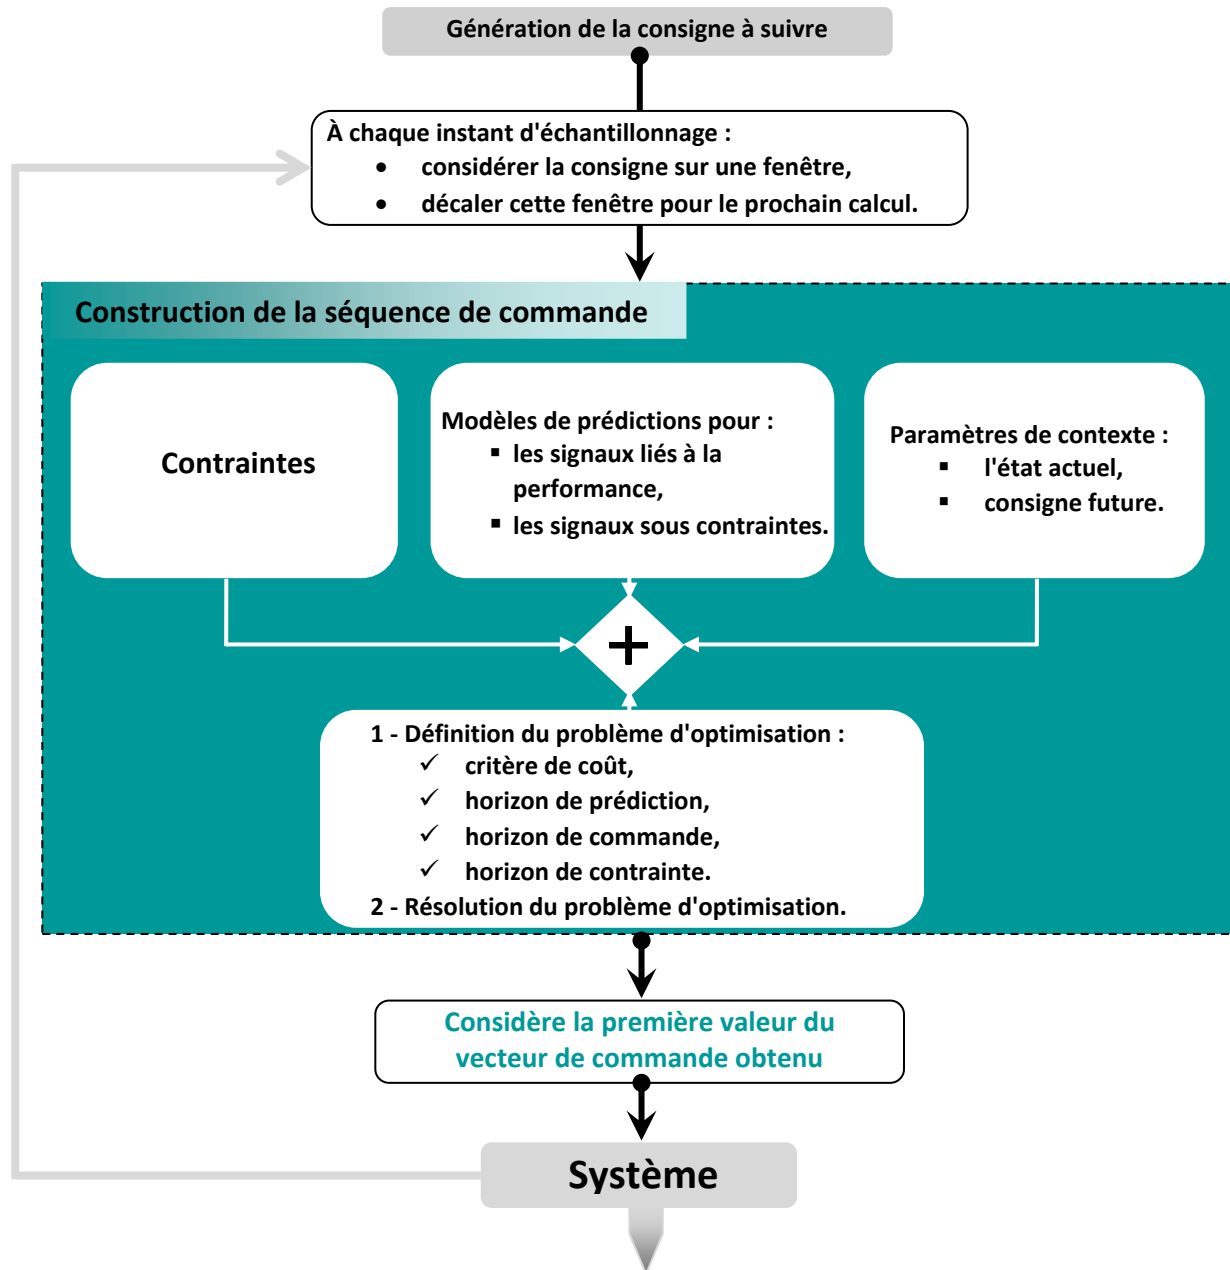 Génération de la consigne à suivre
À chaque instant d'échantillonnage :
• considérer la consigne sur une fenêtre,
• décaler cette fenêtre pour le prochain calcul.
Construction de la séquence de commande
Contraintes
Modèles de prédictions pour :
▪ les signaux liés à la
performance,
▪ les signaux sous contraintes.
Paramètres de contexte :
▪ l'état actuel,
▪ consigne future.
+
1 - Définition du problème d'optimisation :
✓ critère de coût,
✓ horizon de prédiction,
✓ horizon de commande,
✓ horizon de contrainte.
2 - Résolution du problème d'optimisation.
Considère la première valeur du
vecteur de commande obtenu
Système